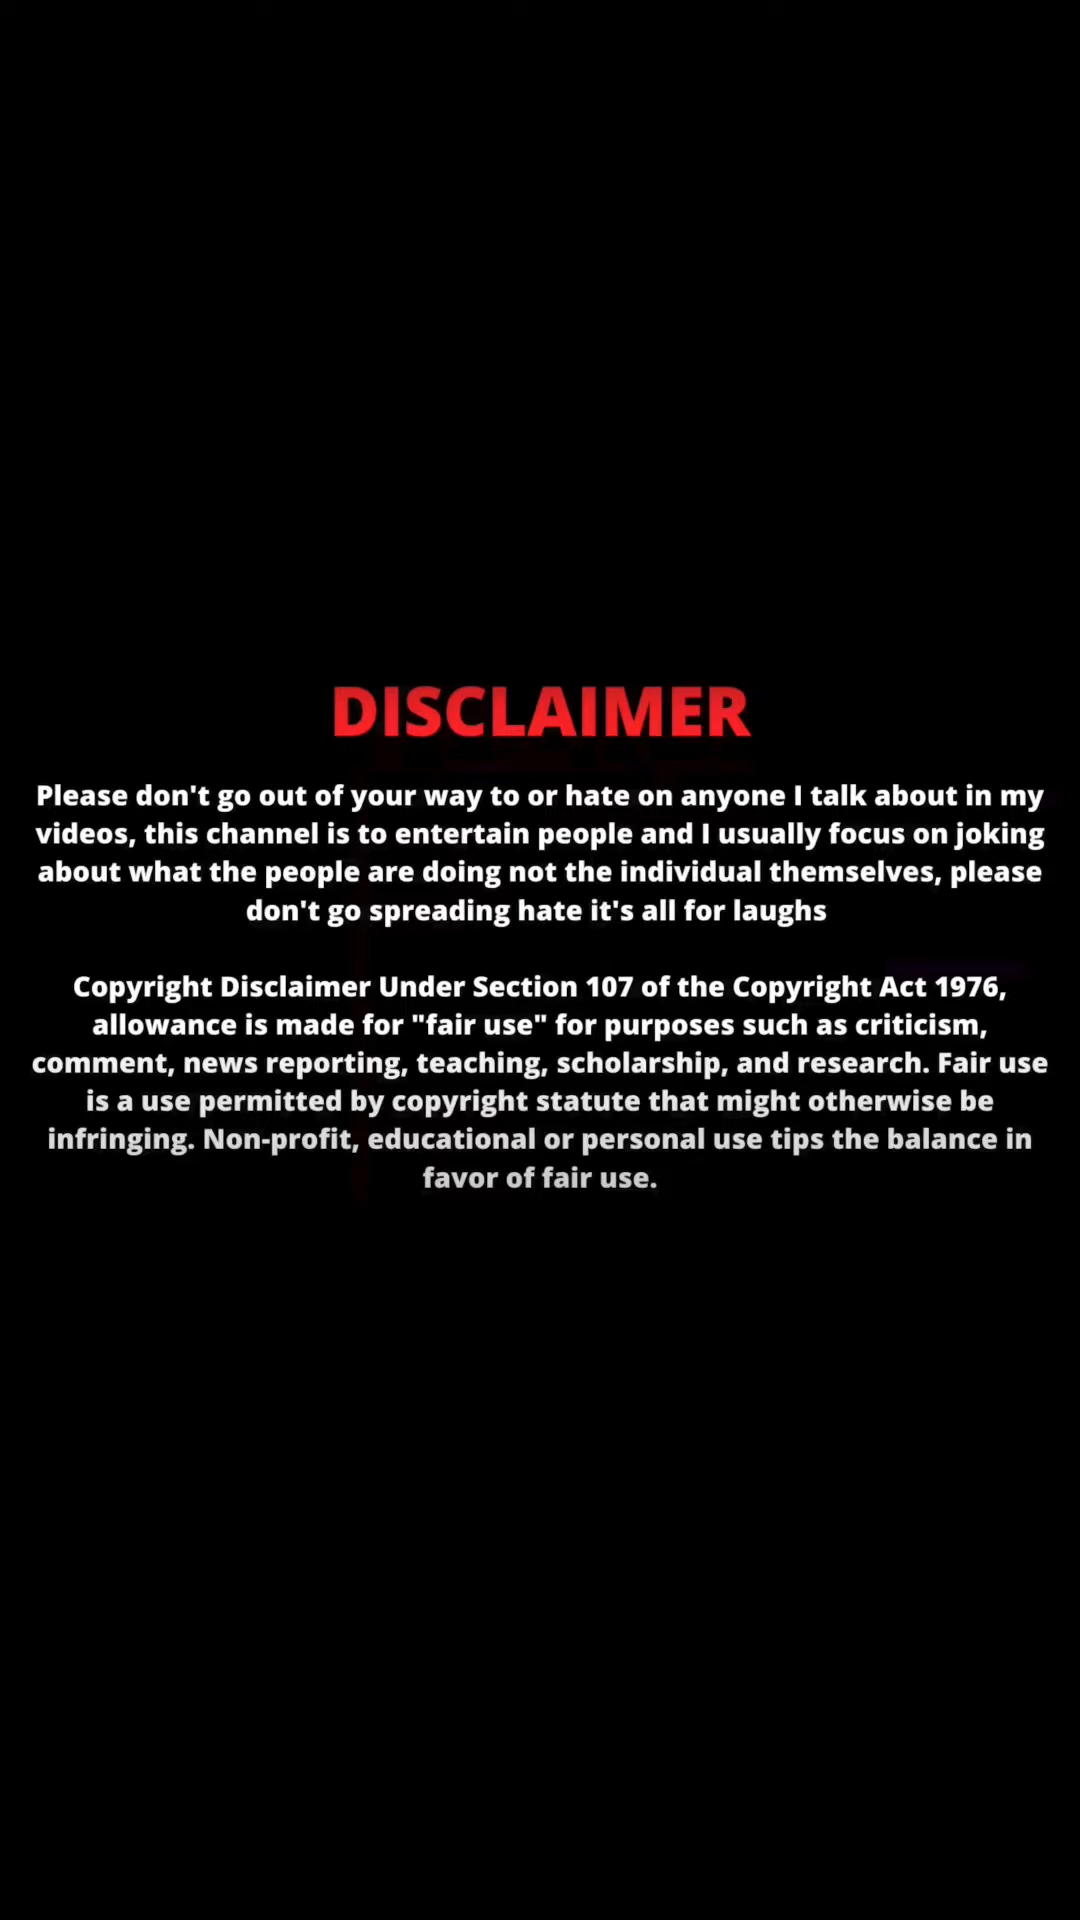 DISCLAIMER
Please don't go out of your way to or hate on anyone I talk about in my
videos, this channel is to entertain people and I usually focus on joking
about what the people are doing not the individual themselves, please
don't go spreading hate it's all for laughs
Copyright Disclaimer Under Section 107 of the Copyright Act 1976,
allowance is made for "fair use" for purposes such as criticism,
comment, news reporting, teaching, scholarship, and research. Fair use
is a use permitted by copyright statute that might otherwise be
infringing. Non-profit, educational or personal use tips the balance in
favor of fair use.